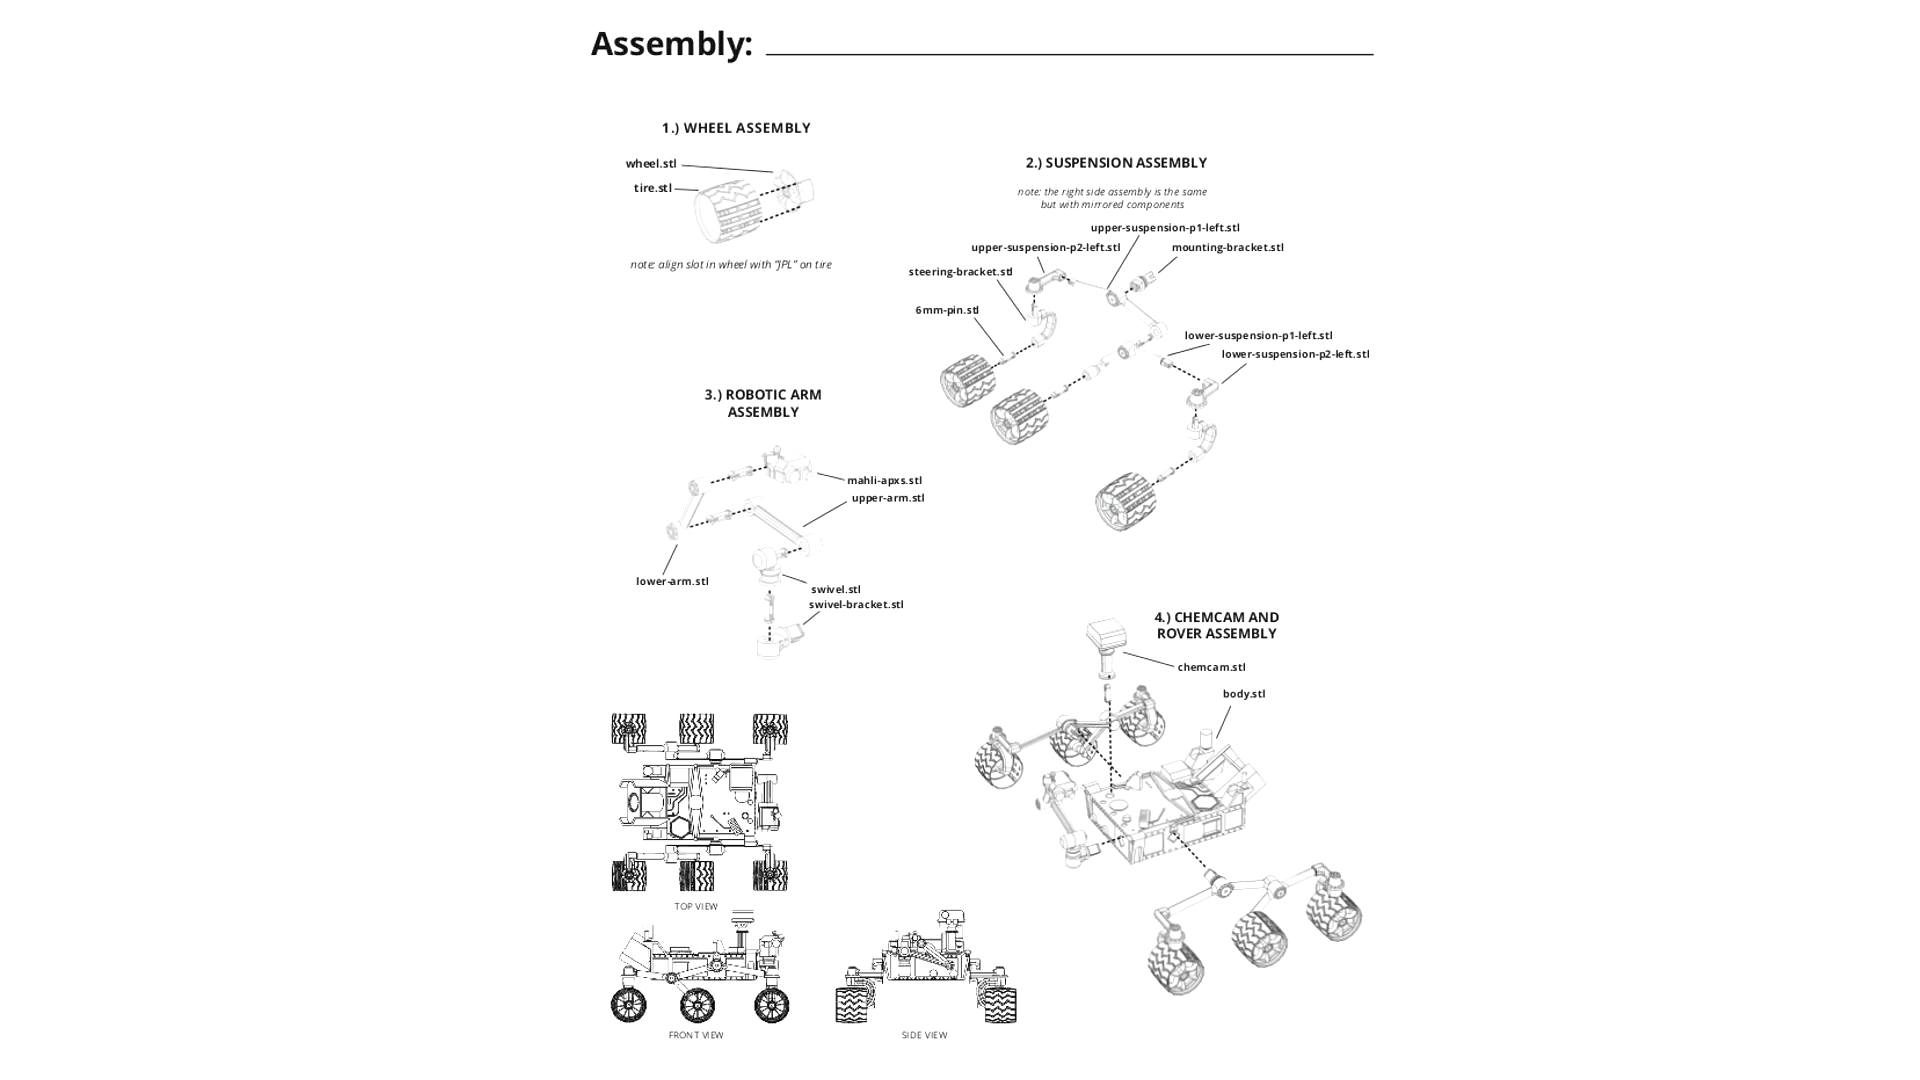 Assembly:
1.) WHEEL ASSEMBLY
wheel.stl
tire.stl
note: align slot in wheel with “JPL” on tire
2.) SUSPENSION ASSEMBLY
note: the right side assembly is the same
but with mirrored components
upper-suspension-p1-left.stl
upper-suspension-p2-left.stl
mounting-bracket.stl
steering-bracket.stl
6mm-pin.stl
lower-suspension-p1-left.stl
lower-suspension-p2-left.stl
3.) ROBOTIC ARM
ASSEMBLY
mahli-apxs.stl
upper-arm.stl
lower-arm.stl
swivel.stl
swivel-bracket.stl
4.) CHEMCAM AND
ROVER ASSEMBLY
chemcam.stl
body.stl
TOP VIEW
FRONT VIEW
SIDE VIEW